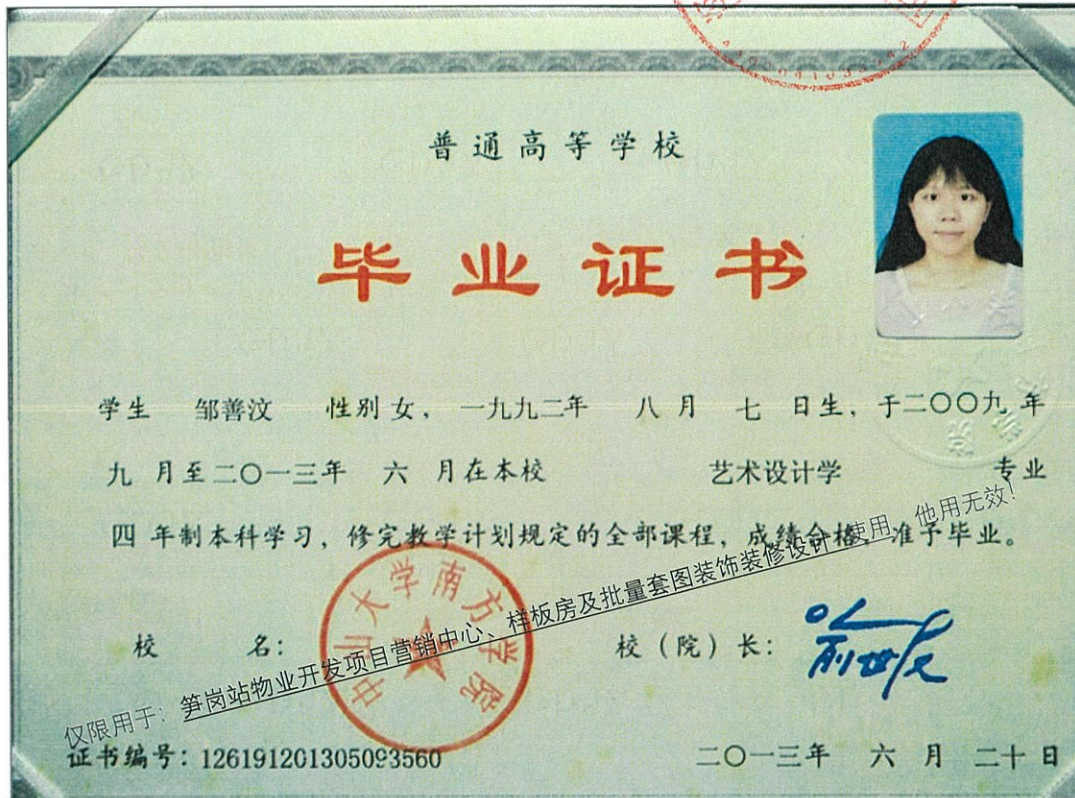 普通高等学校
毕业证书
学生 邹善汶 性别女，一九九二年 八月 七 日生，于二〇〇九年
九 月至二〇一三年 六 月在本校 艺术设计学 专业
四 年制本科学习，修完教学计划规定的全部课程，成绩合格，准予毕业。
校 名： 校（院）长：
中山大学南方学院
仅限用于：笋岗站物业开发项目营销中心、样板房及批量套图装饰装修设计使用，他用无效！
证书编号：126191201305093560 二〇一三年 六 月 二十 日